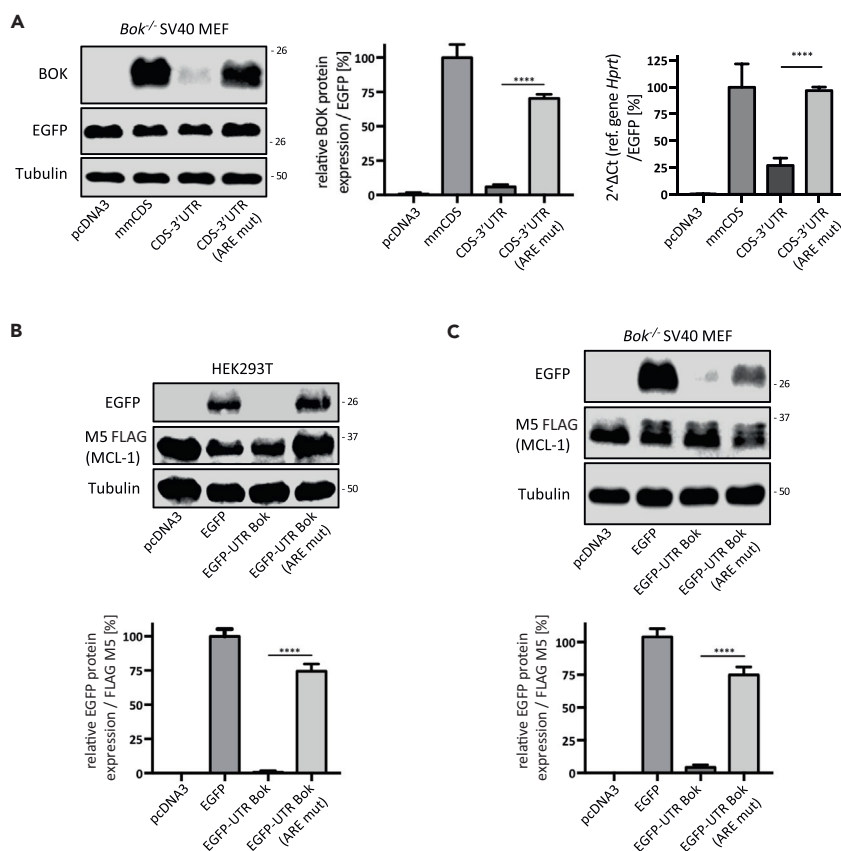 A
Bok-/- SV40 MEF
BOK
- 26
EGFP
- 26
Tubulin
- 50
pcDNA3
mmCDS
CDS-3'UTR
CDS-3'UTR
(ARE mut)
relative BOK protein
expression / EGFP [%]
100
75
50
25
0
****
pcDNA3
mmCDS
CDS-3'UTR
CDS-3'UTR
(ARE mut)
2^ΔCt (ref. gene Hprt)
/EGFP [%]
125
100
75
50
25
0
****
pcDNA3
mmCDS
CDS-3'UTR
CDS-3'UTR
(ARE mut)
B
HEK293T
EGFP
- 26
M5 FLAG
(MCL-1)
- 37
Tubulin
- 50
pcDNA3
EGFP
EGFP-UTR Bok
EGFP-UTR Bok
(ARE mut)
relative EGFP protein
expression / FLAG M5 [%]
100
75
50
25
0
****
pcDNA3
EGFP
EGFP-UTR Bok
EGFP-UTR Bok
(ARE mut)
C
Bok-/- SV40 MEF
EGFP
- 26
- 37
M5 FLAG
(MCL-1)
Tubulin
- 50
pcDNA3
EGFP
EGFP-UTR Bok
EGFP-UTR Bok
(ARE mut)
relative EGFP protein
expression / FLAG M5 [%]
100
75
50
25
0
****
pcDNA3
EGFP
EGFP-UTR Bok
EGFP-UTR Bok
(ARE mut)